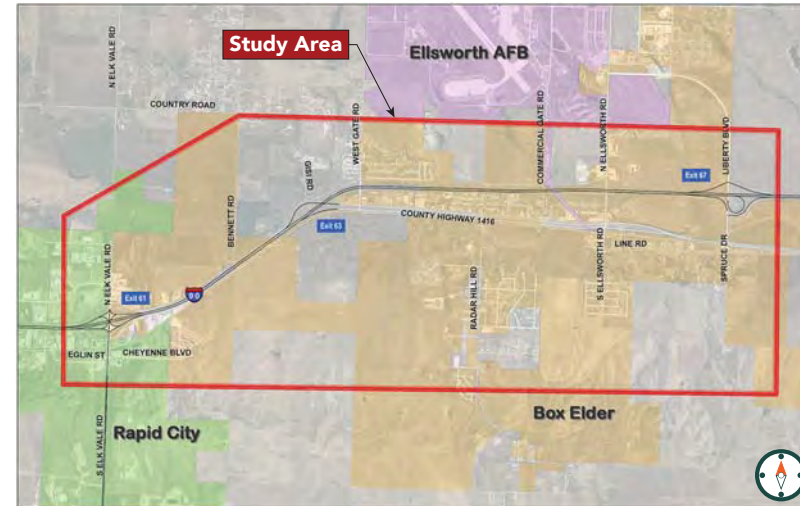 Study Area
Ellsworth AFB
N ELK VALE RD
COUNTRY ROAD
WEST GATE RD
COMMERCIAL GATE RD
N ELLSWORTH RD
LIBERTY BLVD
GISI RD
BENNETT RD
Exit 67
Exit 63
COUNTY HIGHWAY 1416
LINE RD
N ELK VALE RD
Exit 61
90
RADAR HILL RD
S ELLSWORTH RD
SPRUCE DR
EGLIN ST
CHEYENNE BLVD
S ELK VALE RD
Rapid City
Box Elder